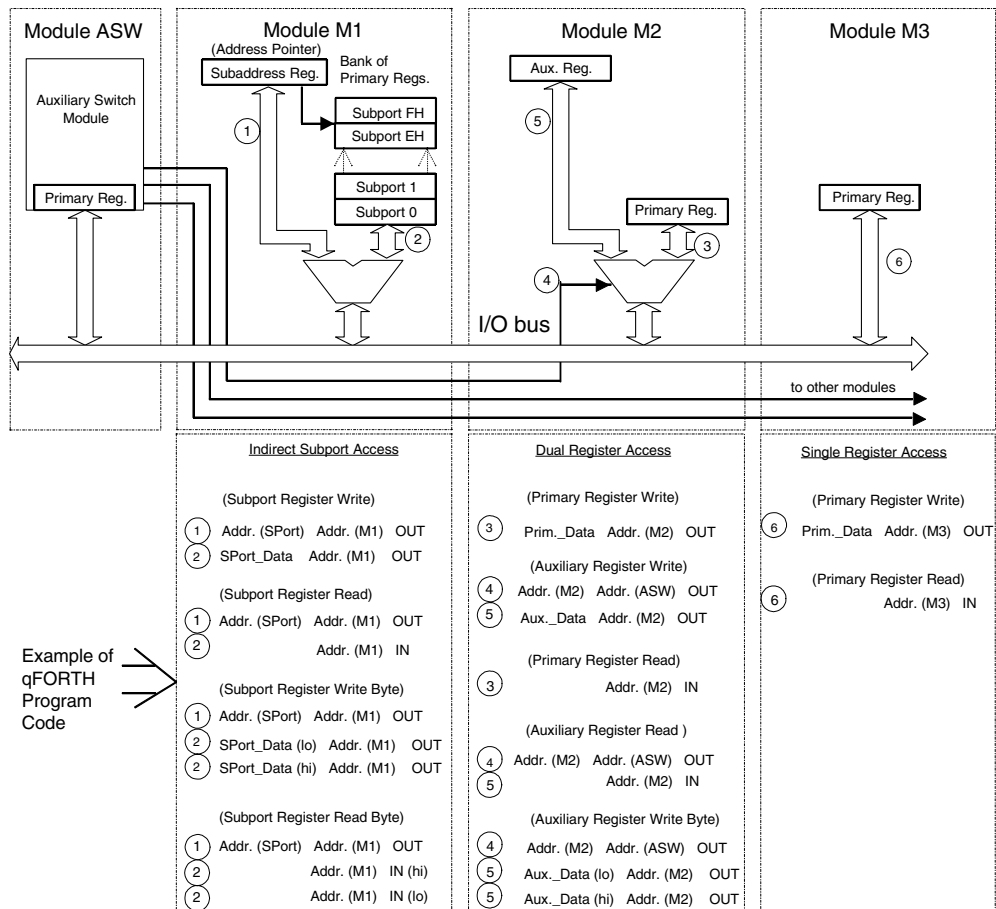 Module ASW
Module M1
Module M2
Module M3
Auxiliary Switch
Module
Primary Reg.
(Address Pointer)
Subaddress Reg.
Bank of
Primary Regs.
Subport FH
Subport EH
Subport 1
Subport 0
1
2
Aux. Reg.
5
Primary Reg.
3
4
Primary Reg.
6
I/O bus
to other modules
Example of
qFORTH
Program
Code
Indirect Subport Access
(Subport Register Write)
1 Addr. (SPort) Addr. (M1) OUT
2 SPort_Data Addr. (M1) OUT
(Subport Register Read)
1 Addr. (SPort) Addr. (M1) OUT
2 Addr. (M1) IN
(Subport Register Write Byte)
1 Addr. (SPort) Addr. (M1) OUT
2 SPort_Data (lo) Addr. (M1) OUT
2 SPort_Data (hi) Addr. (M1) OUT
(Subport Register Read Byte)
1 Addr. (SPort) Addr. (M1) OUT
2 Addr. (M1) IN (hi)
2 Addr. (M1) IN (lo)
Dual Register Access
(Primary Register Write)
3 Prim._Data Addr. (M2) OUT
(Auxiliary Register Write)
4 Addr. (M2) Addr. (ASW) OUT
5 Aux._Data Addr. (M2) OUT
(Primary Register Read)
3 Addr. (M2) IN
(Auxiliary Register Read )
4 Addr. (M2) Addr. (ASW) OUT
5 Addr. (M2) IN
(Auxiliary Register Write Byte)
4 Addr. (M2) Addr. (ASW) OUT
5 Aux._Data (lo) Addr. (M2) OUT
5 Aux._Data (hi) Addr. (M2) OUT
Single Register Access
(Primary Register Write)
6 Prim._Data Addr. (M3) OUT
(Primary Register Read)
6 Addr. (M3) IN